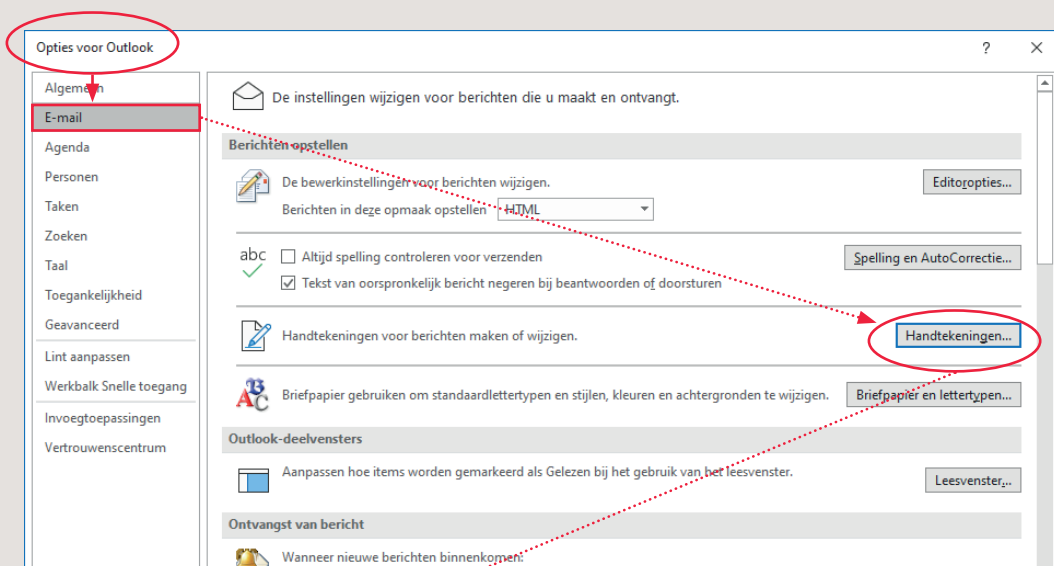 Opties voor Outlook
?
Algemeen
E-mail
Agenda
Personen
Taken
Zoeken
Taal
Toegankelijkheid
Geavanceerd
Lint aanpassen
Werkbalk Snelle toegang
Invoegtoepassingen
Vertrouwenscentrum
De instellingen wijzigen voor berichten die u maakt en ontvangt.
Berichten opstellen
De bewerkinstellingen voor berichten wijzigen.
Editoropties...
Berichten in deze opmaak opstellen HTML
abc
Altijd spelling controleren voor verzenden
Spelling en AutoCorrectie...
Tekst van oorspronkelijk bericht negeren bij beantwoorden of doorsturen
Handtekeningen voor berichten maken of wijzigen.
Handtekeningen...
ABC
Briefpapier gebruiken om standaardlettertypen en stijlen, kleuren en achtergronden te wijzigen.
Briefpapier en lettertypen...
Outlook-deelvensters
Aanpassen hoe items worden gemarkeerd als Gelezen bij het gebruik van het leesvenster.
Leesvenster...
Ontvangst van bericht
Wanneer nieuwe berichten binnenkomen: